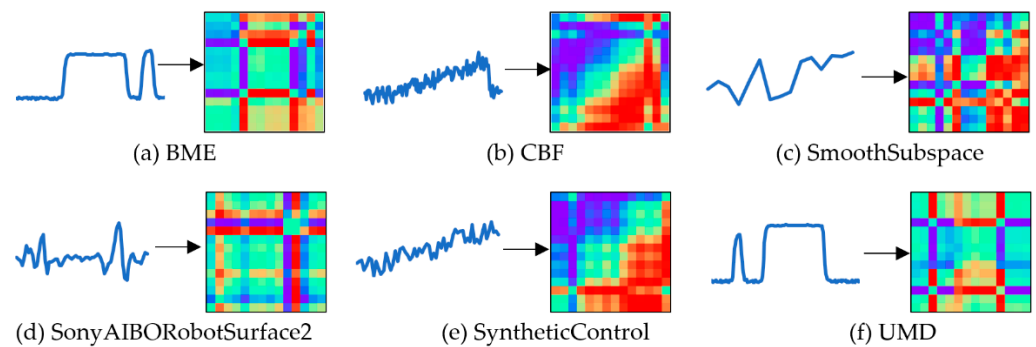 (a) BME
(b) CBF
(c) SmoothSubspace
(d) SonyAIBORobotSurface2
(e) SyntheticControl
(f) UMD